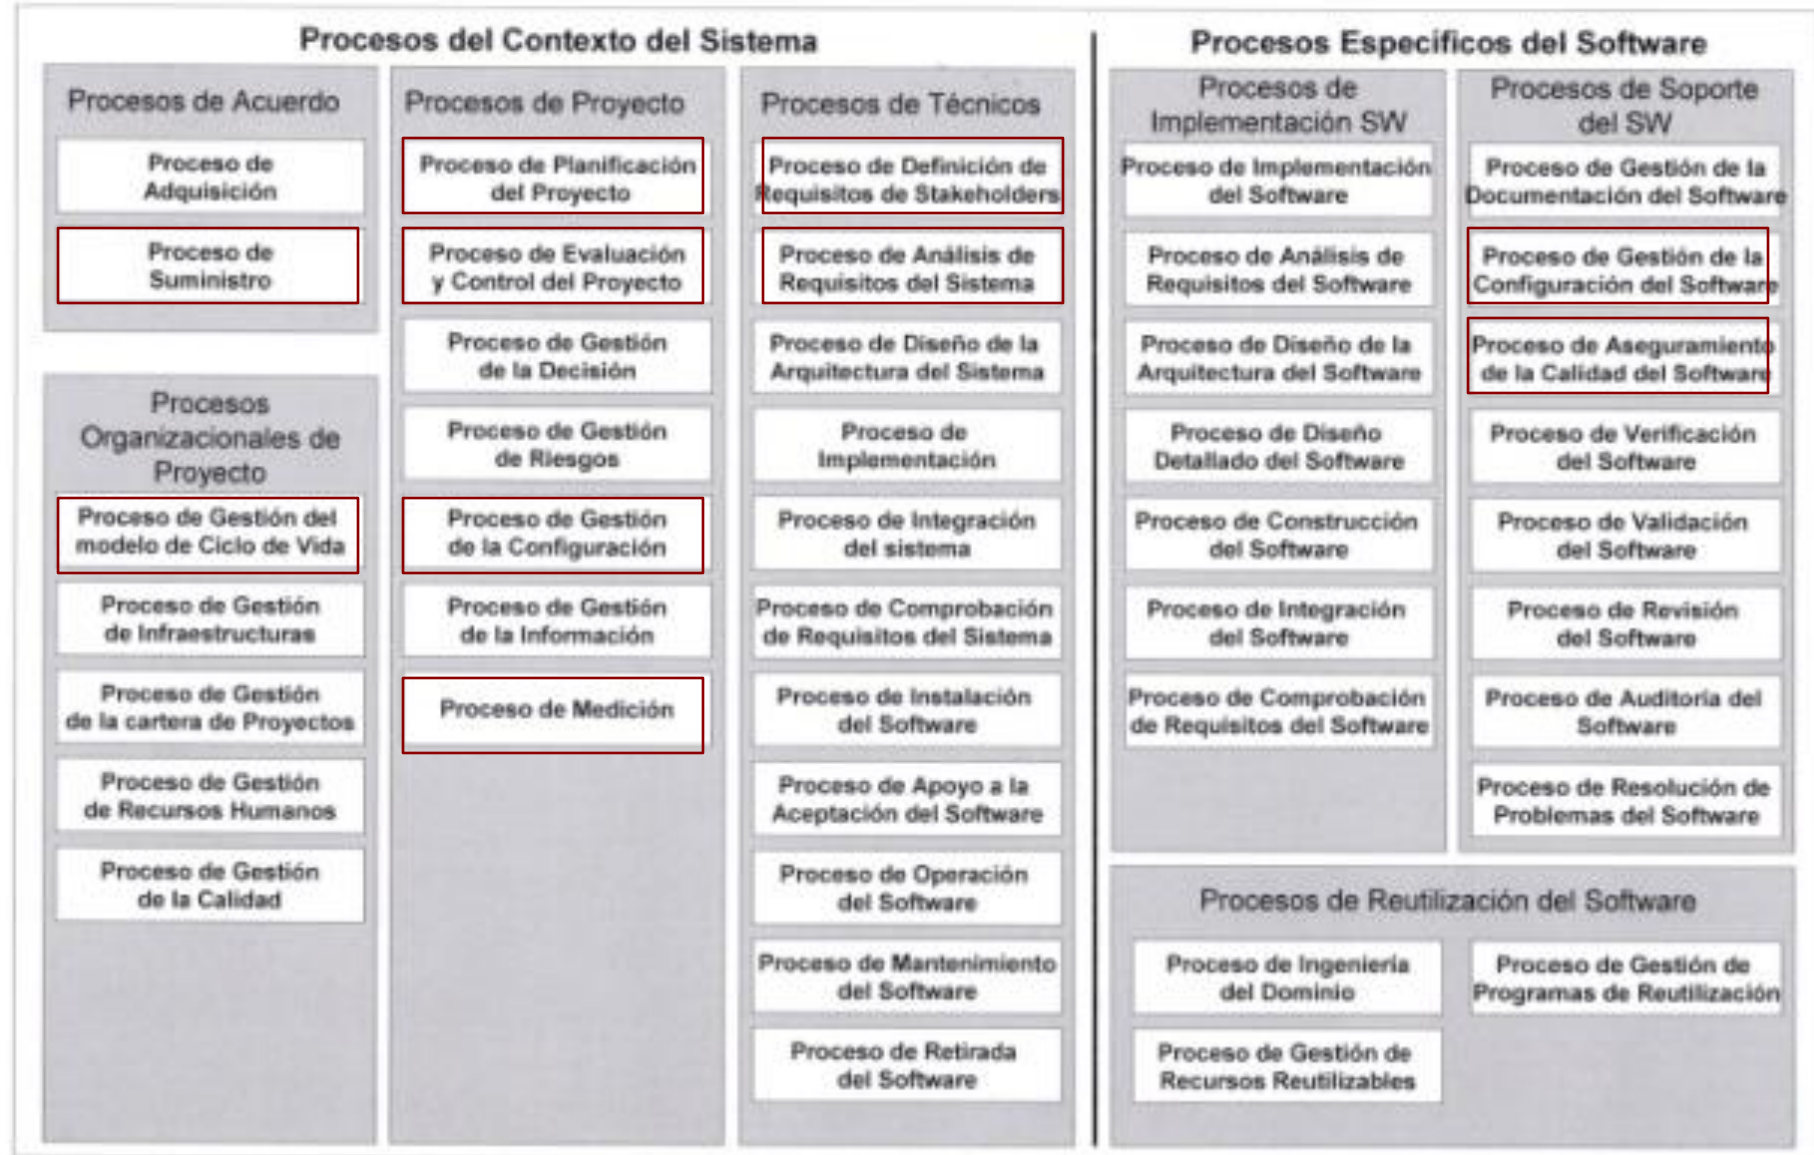 Procesos del Contexto del Sistema
Procesos de Acuerdo
Proceso de
Adquisición
Proceso de
Suministro
Procesos
Organizacionales de
Proyecto
Proceso de Gestión del
modelo de Ciclo de Vida
Proceso de Gestión
de Infraestructuras
Proceso de Gestión
de la cartera de Proyectos
Proceso de Gestión
de Recursos Humanos
Proceso de Gestión
de la Calidad
Procesos de Proyecto
Proceso de Planificación
del Proyecto
Proceso de Evaluación
y Control del Proyecto
Proceso de Gestión
de la Decisión
Proceso de Gestión
de Riesgos
Proceso de Gestión
de la Configuración
Proceso de Gestión
de la Información
Proceso de Medición
Procesos de Técnicos
Proceso de Definición de
Requisitos de Stakeholders
Proceso de Análisis de
Requisitos del Sistema
Proceso de Diseño de la
Arquitectura del Sistema
Proceso de
Implementación
Proceso de Integración
del sistema
Proceso de Comprobación
de Requisitos del Sistema
Proceso de Instalación
del Software
Proceso de Apoyo a la
Aceptación del Software
Proceso de Operación
del Software
Proceso de Mantenimiento
del Software
Proceso de Retirada
del Software
Procesos Especificos del Software
Procesos de
Implementación SW
Proceso de Implementación
del Software
Proceso de Análisis de
Requisitos del Software
Proceso de Diseño de la
Arquitectura del Software
Proceso de Diseño
Detallado del Software
Proceso de Construcción
del Software
Proceso de Integración
del Software
Proceso de Comprobación
de Requisitos del Software
Procesos de Soporte
del SW
Proceso de Gestión de la
Documentación del Software
Proceso de Gestión de la
Configuración del Software
Proceso de Aseguramiento
de la Calidad del Software
Proceso de Verificación
del Software
Proceso de Validación
del Software
Proceso de Revisión
del Software
Proceso de Auditoria del
Software
Proceso de Resolución de
Problemas del Software
Procesos de Reutilización del Software
Proceso de Ingeniería
del Dominio
Proceso de Gestión de
Programas de Reutilización
Proceso de Gestión de
Recursos Reutilizables